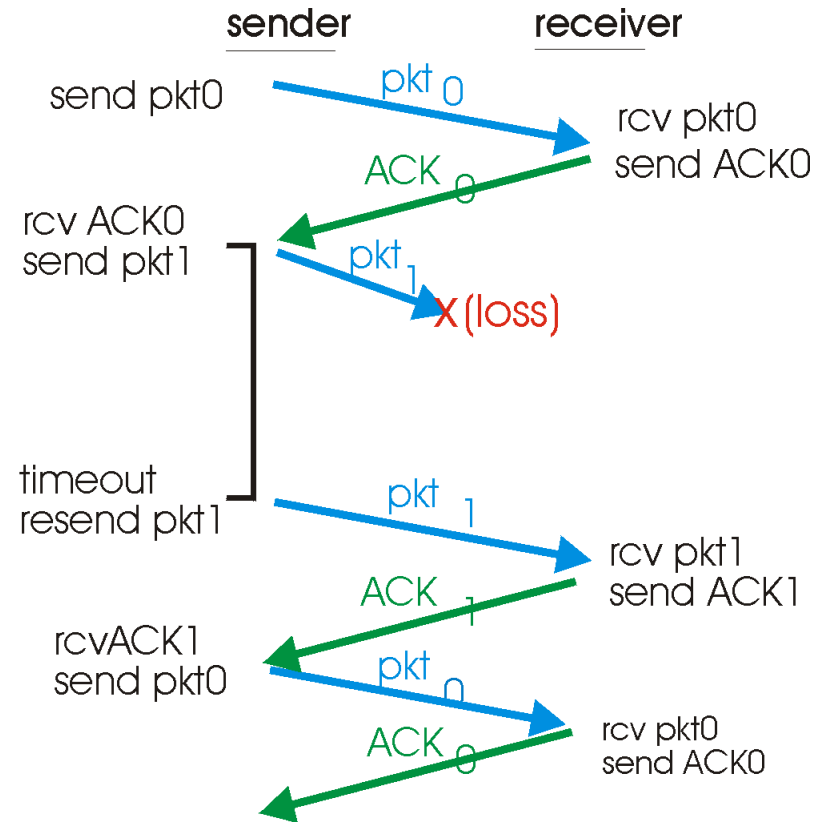 sender
receiver
send pkt0
pkt 0
rcv pkt0
send ACK0
ACK 0
rcv ACK0
send pkt1
pkt 1
X (loss)
timeout
resend pkt1
pkt 1
rcv pkt1
send ACK1
ACK 1
rcvACK1
send pkt0
pkt 0
rcv pkt0
send ACK0
ACK 0